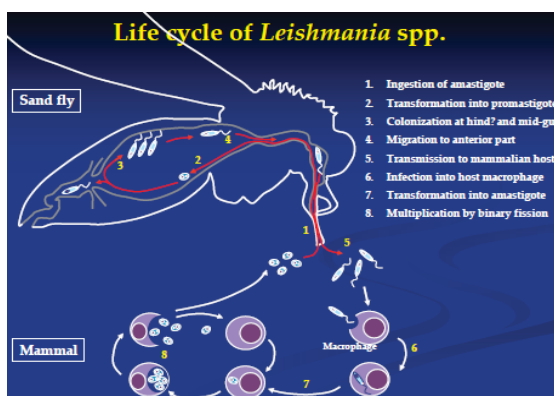 Life cycle of Leishmania spp.
Sand fly
1. Ingestion of amastigote
2. Transformation into promastigote
3. Colonization at hind? and mid-gu
4. Migration to anterior part
5. Transmission to mammalian host
6. Infection into host macrophage
7. Transformation into amastigote
8. Multiplication by binary fission
4
3
2
1
5
Mammal
8
Macrophage
6
7